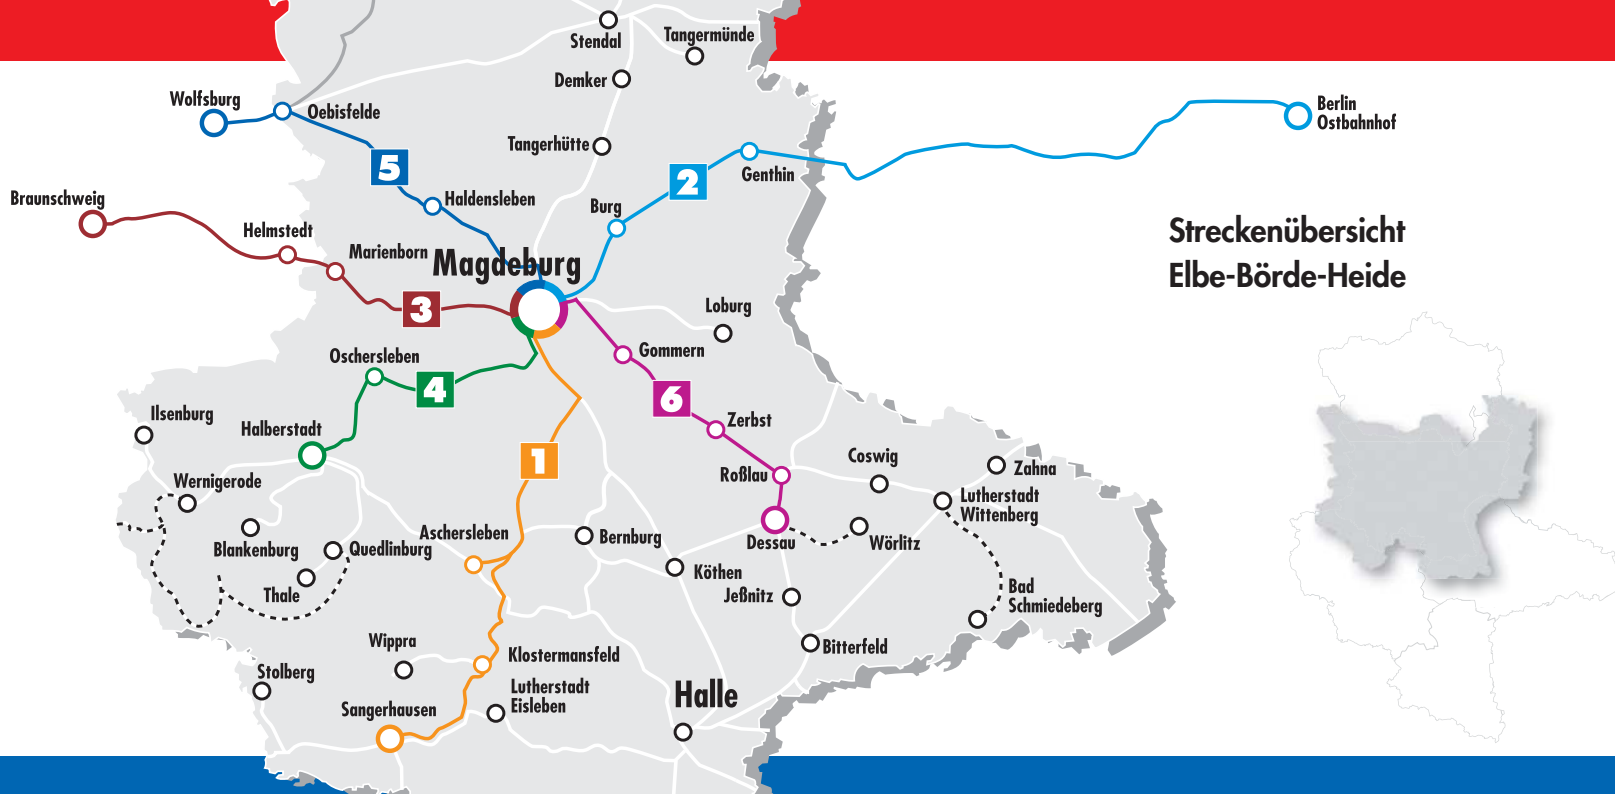 Stendal
Tangermünde
Demker
Wolfsburg
Oebisfelde
Berlin
Ostbahnhof
Tangerhütte
5
2
Genthin
Braunschweig
Haldensleben
Burg
Helmstedt
Marienborn
Magdeburg
Streckenübersicht
Elbe-Börde-Heide
3
Loburg
Oschersleben
Gommern
4
6
Ilsenburg
Halberstadt
Zerbst
1
Coswig
Zahna
Roßlau
Wernigerode
Lutherstadt
Wittenberg
Aschersleben
Bernburg
Dessau
Wörlitz
Blankenburg
Quedlinburg
Köthen
Thale
Jeßnitz
Bad
Schmiedeberg
Wippra
Klostermansfeld
Bitterfeld
Stolberg
Lutherstadt
Eisleben
Halle
Sangerhausen